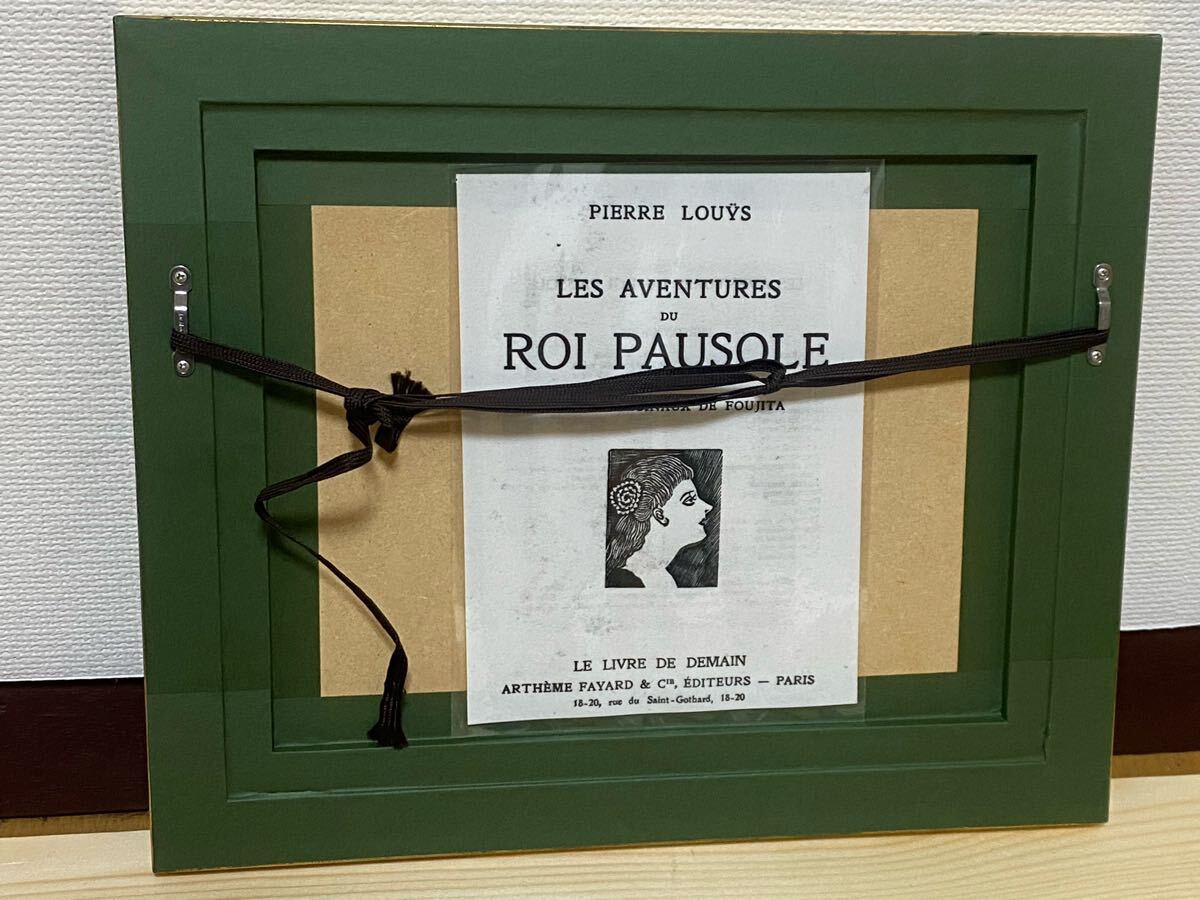 PIERRE LOUŸS
LES AVENTURES
DU
ROI PAUSOLE
DE FOUJITA
LE LIVRE DE DEMAIN
ARTHÈME FAYARD & Cᴵᴱ, ÉDITEURS — PARIS
18-20, rue du Saint-Gothard, 18-20